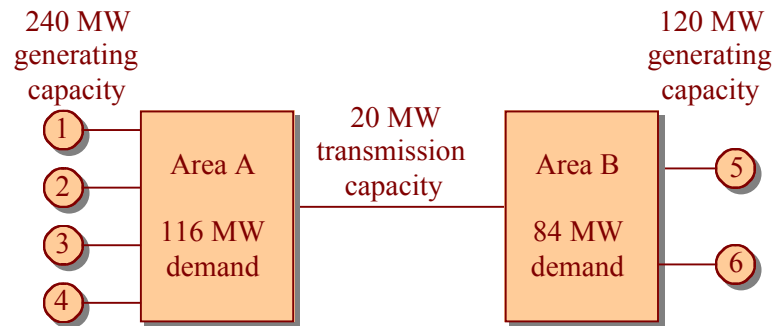 240 MW
generating
capacity
120 MW
generating
capacity
1
2
3
4
Area A
116 MW
demand
20 MW
transmission
capacity
Area B
84 MW
demand
5
6